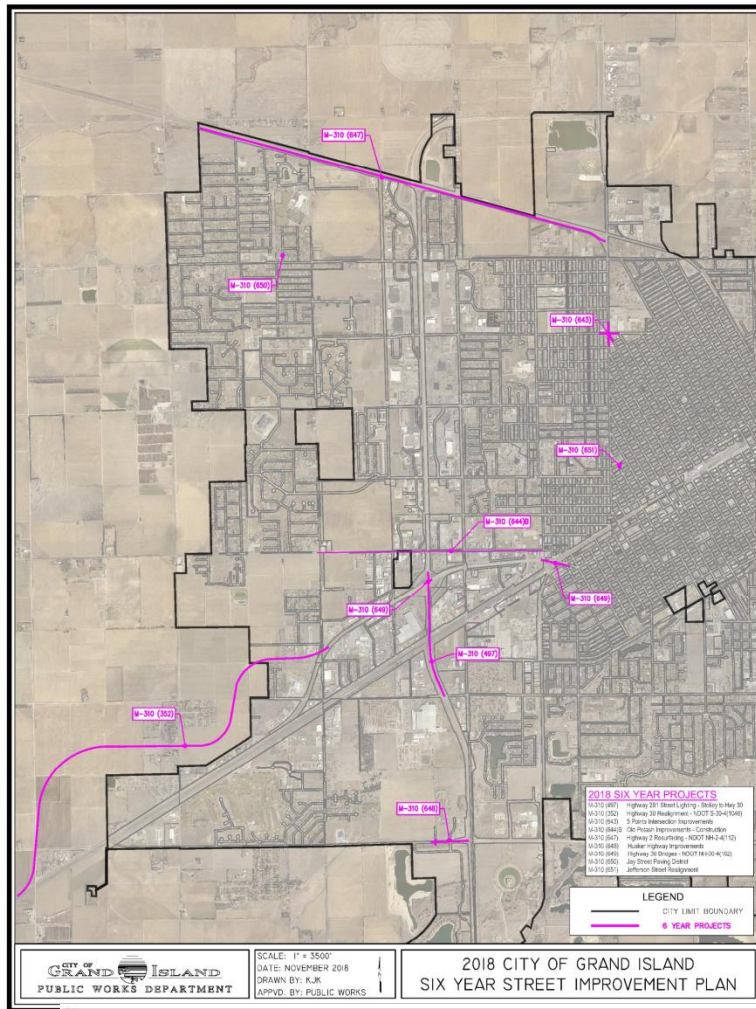 M-310 (647)
M-310 (650)
M-310 (643)
M-310 (651)
M-310 (644)B
M-310 (649)
M-310 (649)
M-310 (497)
M-310 (352)
M-310 (648)
2018 SIX YEAR PROJECTS
M-310 (497) Highway 281 Street Lighting - Stolley to Hwy 30
M-310 (352) Highway 30 Realignment - NDOT S-30-4(1046)
M-310 (643) 5 Points Intersection Improvements
M-310 (644)B Old Potash Improvements - Construction
M-310 (647) Highway 2 Resurfacing - NDOT NH-2-4(112)
M-310 (648) Husker Highway Improvements
M-310 (649) Highway 30 Bridges - NDOT NH-30-4(162)
M-310 (650) Jay Street Paving District
M-310 (651) Jefferson Street Realignment
LEGEND
CITY LIMIT BOUNDARY
6 YEAR PROJECTS
CITY OF
GRAND ISLAND
PUBLIC WORKS DEPARTMENT
SCALE: 1" = 3500'
DATE: NOVEMBER 2018
DRAWN BY: KJK
APPVD. BY: PUBLIC WORKS
2018 CITY OF GRAND ISLAND
SIX YEAR STREET IMPROVEMENT PLAN